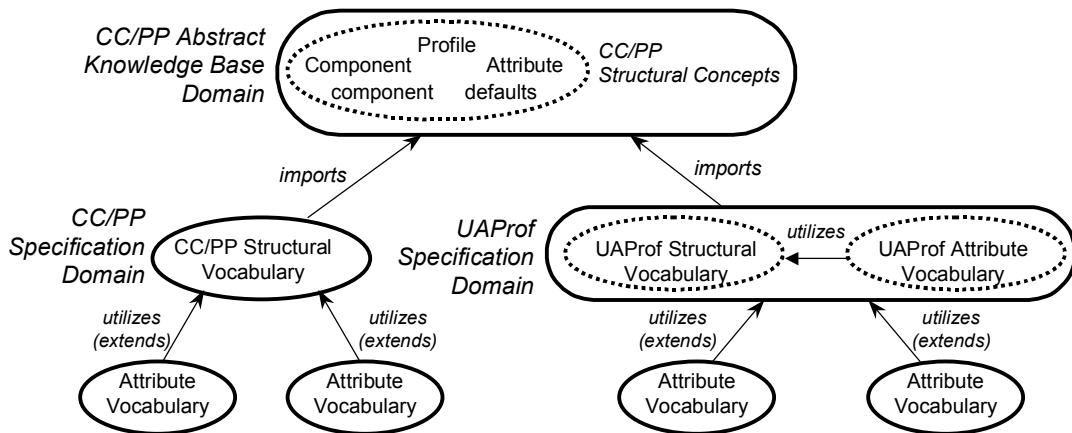 CC/PP Abstract
Knowledge Base
Domain
Profile
Component Attribute
component defaults
CC/PP
Structural Concepts
imports
imports
CC/PP
Specification
Domain
CC/PP Structural
Vocabulary
UAProf
Specification
Domain
UAProf Structural
Vocabulary
utilizes
UAProf Attribute
Vocabulary
utilizes
(extends)
utilizes
(extends)
utilizes
(extends)
utilizes
(extends)
Attribute
Vocabulary
Attribute
Vocabulary
Attribute
Vocabulary
Attribute
Vocabulary